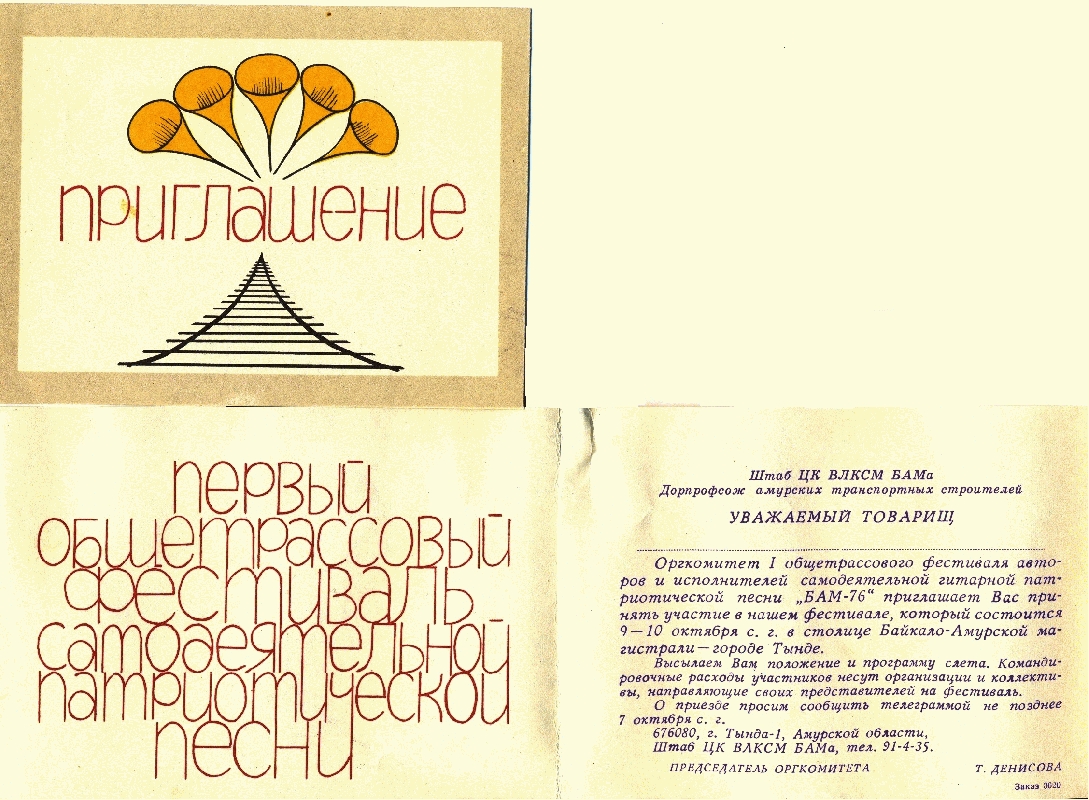 приглашение
первый
общетрассовый
фестиваль
самодеятельной
патриотической
песни
Штаб ЦК ВЛКСМ БАМа
Дорпрофсож амурских транспортных строителей
УВАЖАЕМЫЙ ТОВАРИЩ
Оргкомитет I общетрассового фестиваля авто-
ров и исполнителей самодеятельной гитарной пат-
риотической песни „БАМ-76“ приглашает Вас при-
нять участие в нашем фестивале, который состоится
9—10 октября с. г. в столице Байкало-Амурской ма-
гистрали — городе Тынде.
Высылаем Вам положение и программу слета. Команди-
ровочные расходы участников несут организации и коллекти-
вы, направляющие своих представителей на фестиваль.
О приезде просим сообщить телеграммой не позднее
7 октября с. г.
676080, г. Тында-1, Амурской области,
Штаб ЦК ВЛКСМ БАМа, тел. 91-4-35.
ПРЕДСЕДАТЕЛЬ ОРГКОМИТЕТА Т. ДЕНИСОВА
Заказ 3020